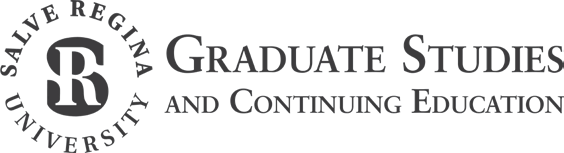 SALVE REGINA
UNIVERSITY
SR
GRADUATE STUDIES
AND CONTINUING EDUCATION